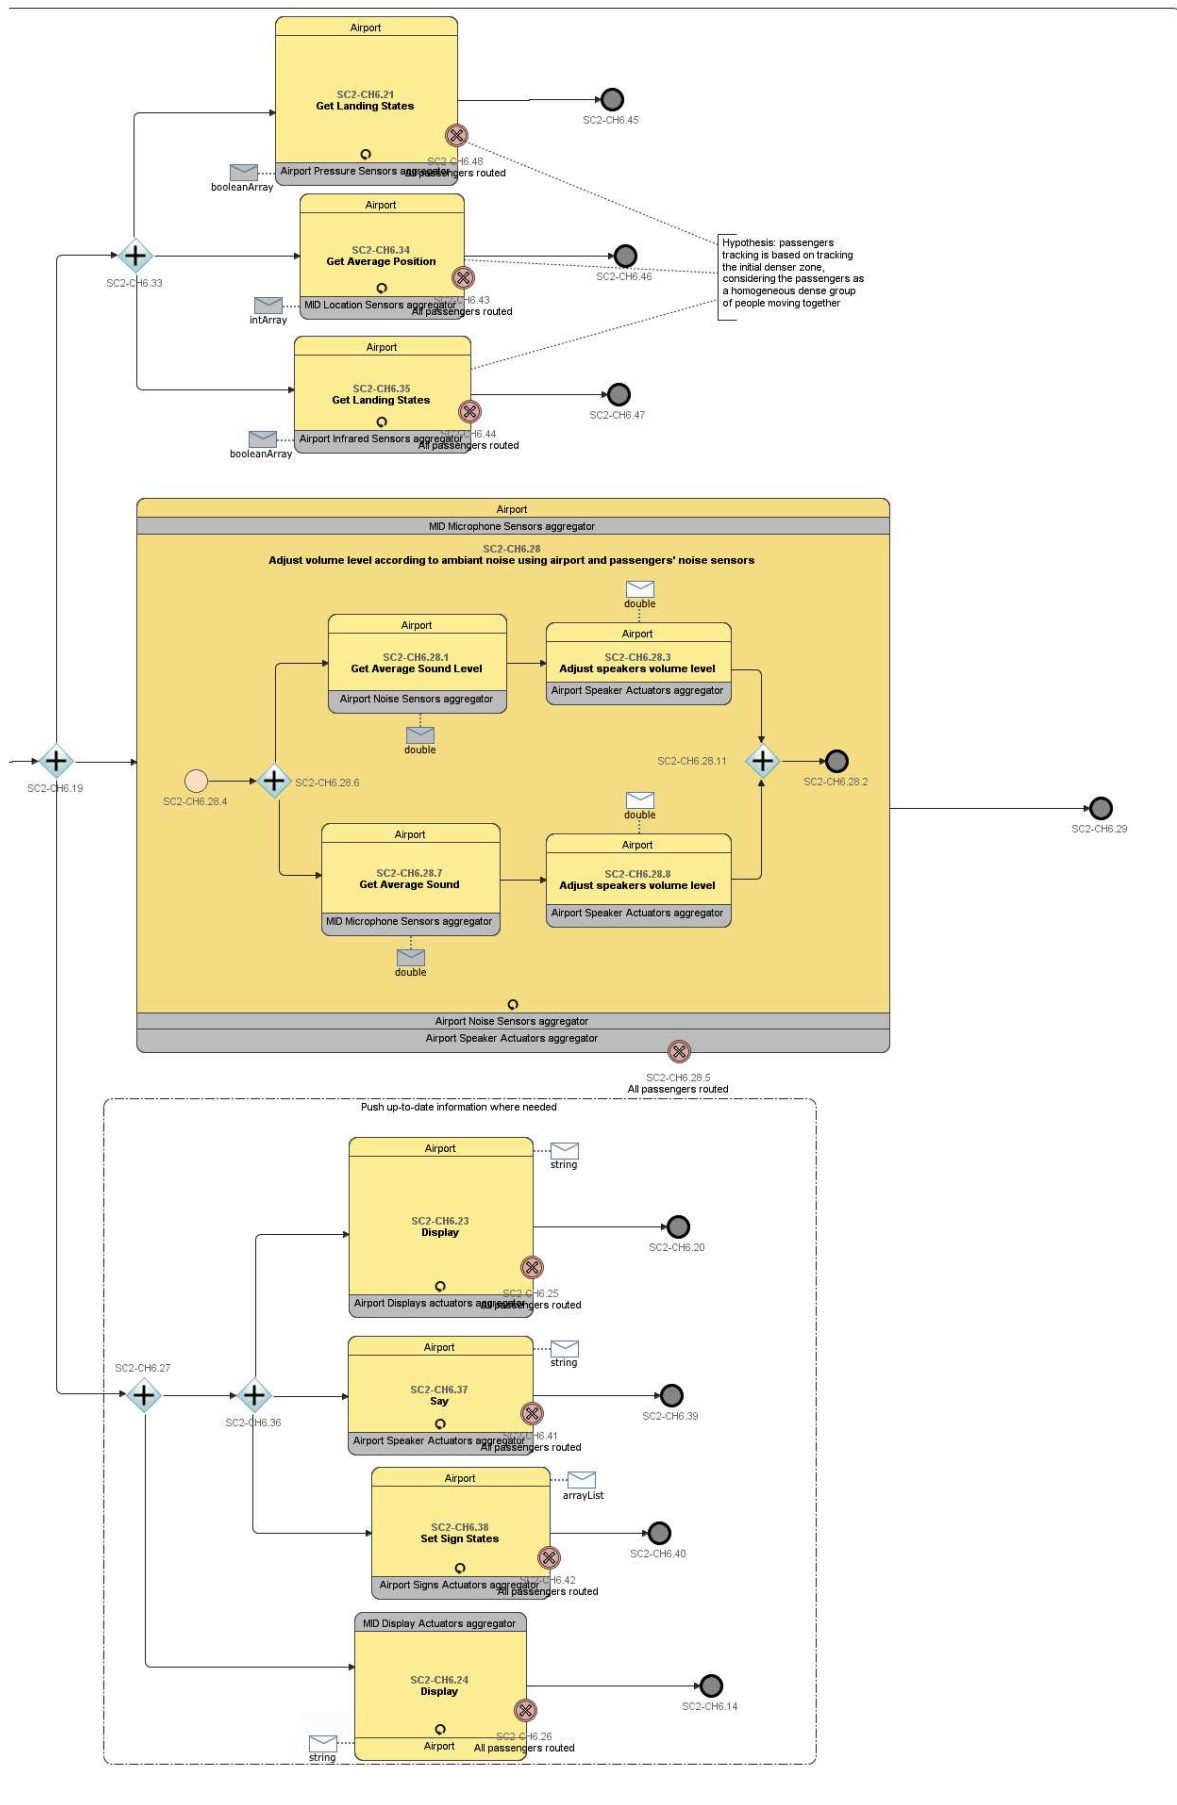 Airport
SC2-CH6.21
Get Landing States
SC2-CH6.45
SC2-CH6.48
Airport Pressure Sensors aggregator
All passengers routed
booleanArray
Airport
SC2-CH6.34
Get Average Position
SC2-CH6.33
SC2-CH6.46
SC2-CH6.43
MID Location Sensors aggregator
All passengers routed
intArray
Hypothesis: passengers
tracking is based on tracking
the initial denser zone,
considering the passengers as
a homogeneous dense group
of people moving together
Airport
SC2-CH6.35
Get Landing States
SC2-CH6.47
SC2-CH6.44
Airport Infrared Sensors aggregator
All passengers routed
booleanArray
Airport
MID Microphone Sensors aggregator
SC2-CH6.28
Adjust volume level according to ambiant noise using airport and passengers' noise sensors
double
Airport
SC2-CH6.28.1
Get Average Sound Level
Airport Noise Sensors aggregator
double
Airport
SC2-CH6.28.3
Adjust speakers volume level
Airport Speaker Actuators aggregator
SC2-CH6.19
SC2-CH6.28.4
SC2-CH6.28.6
SC2-CH6.28.11
SC2-CH6.28.2
SC2-CH6.29
double
Airport
SC2-CH6.28.7
Get Average Sound
MID Microphone Sensors aggregator
double
Airport
SC2-CH6.28.8
Adjust speakers volume level
Airport Speaker Actuators aggregator
Airport Noise Sensors aggregator
Airport Speaker Actuators aggregator
SC2-CH6.28.5
All passengers routed
Push up-to-date information where needed
Airport
string
SC2-CH6.23
Display
SC2-CH6.20
SC2-CH6.25
Airport Displays actuators aggregator
All passengers routed
Airport
string
SC2-CH6.27
SC2-CH6.36
SC2-CH6.37
Say
SC2-CH6.39
SC2-CH6.41
Airport Speaker Actuators aggregator
All passengers routed
Airport
arrayList
SC2-CH6.38
Set Sign States
SC2-CH6.40
SC2-CH6.42
Airport Signs Actuators aggregator
All passengers routed
MID Display Actuators aggregator
SC2-CH6.24
Display
SC2-CH6.14
SC2-CH6.26
Airport
All passengers routed
string